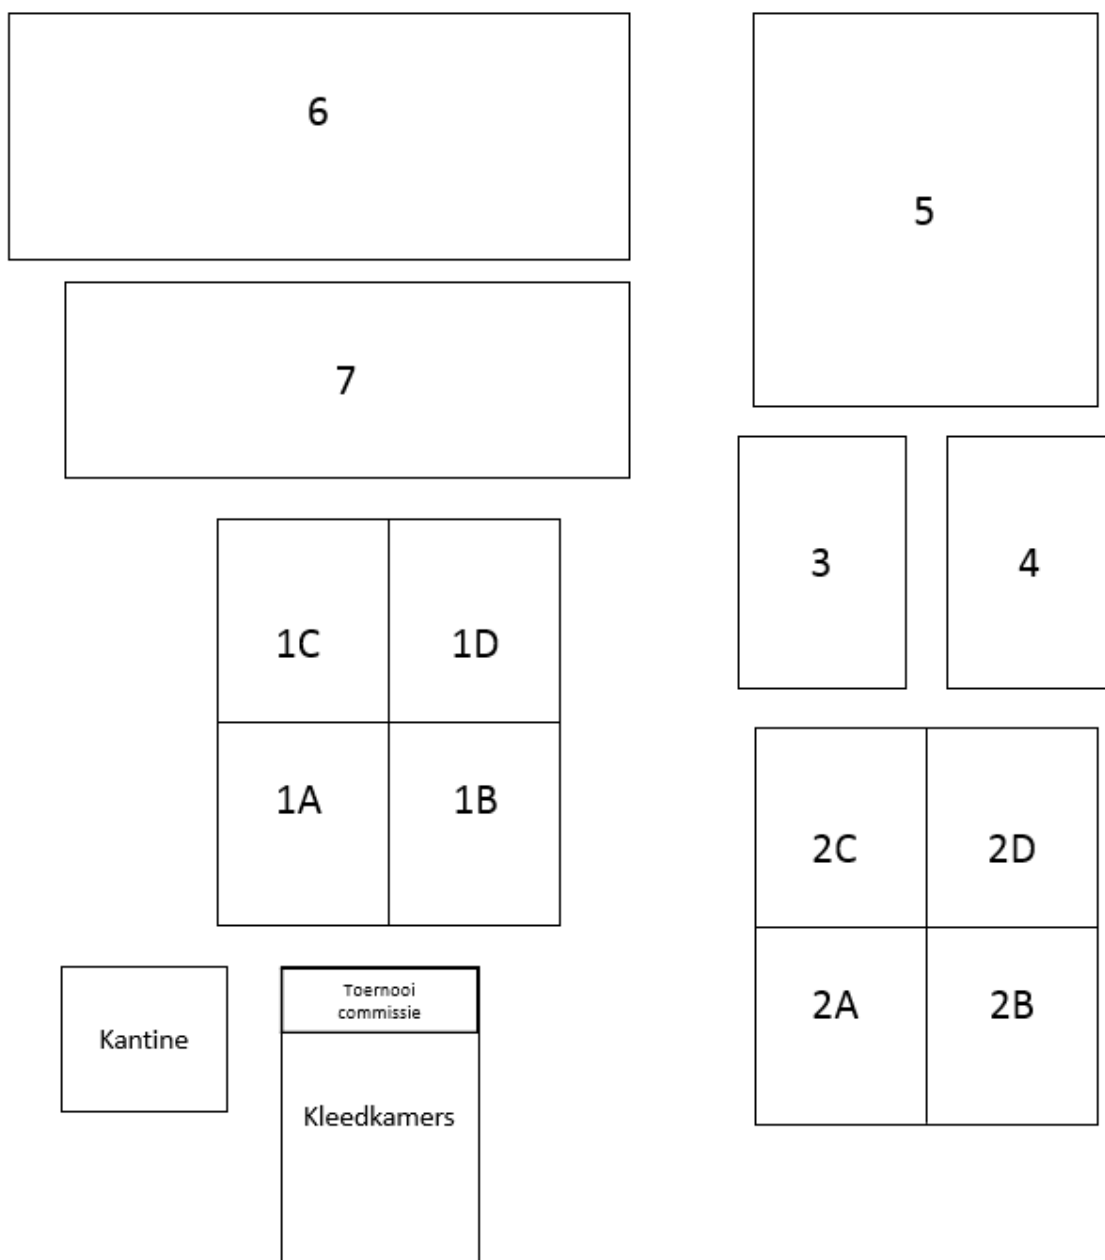 6
5
7
3
4
1C
1D
1A
1B
2C
2D
2A
2B
Toernooi
commissie
Kantine
Kleedkamers